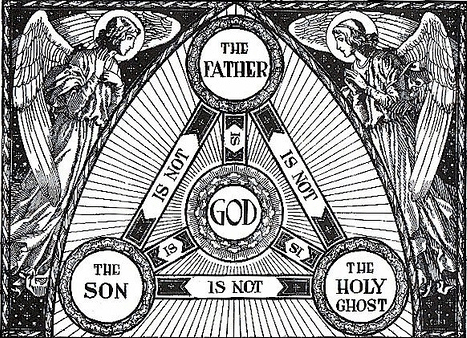 THE
FATHER
IS NOT
IS
IS NOT
GOD
IS
IS
THE
SON
IS NOT
THE
HOLY
GHOST